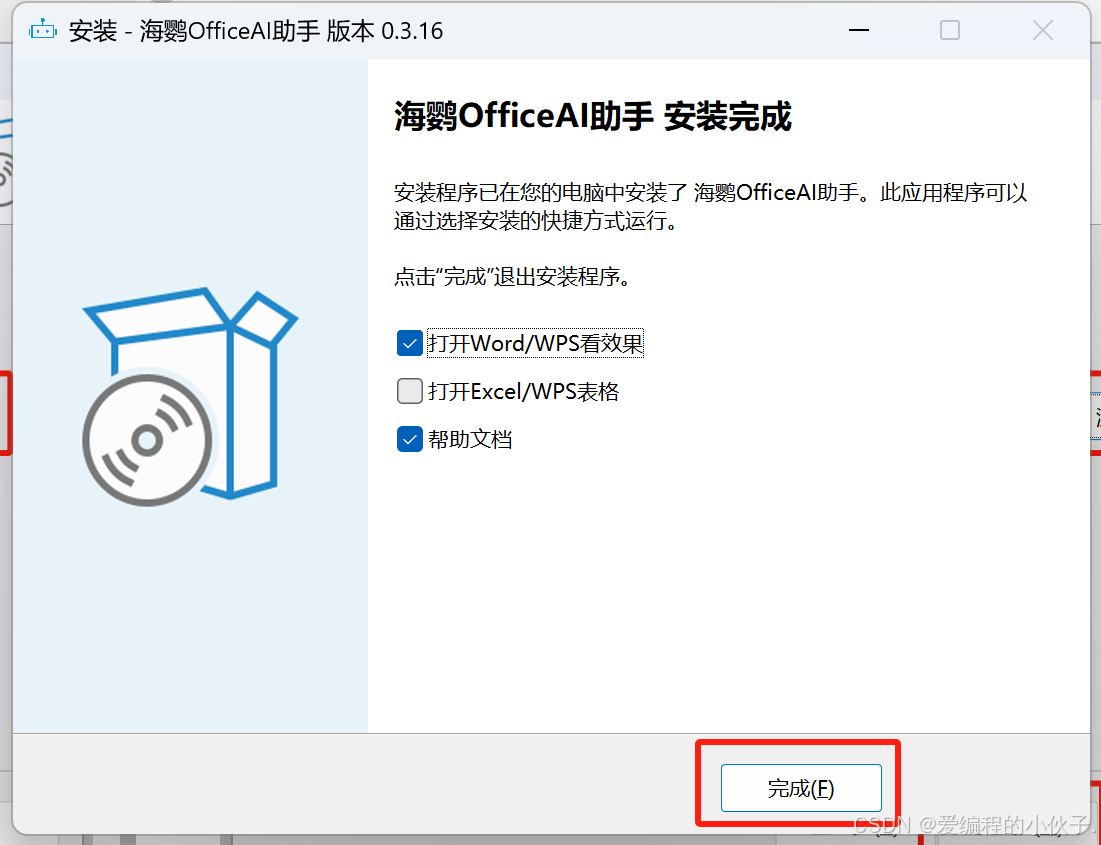 安装 - 海鹦OfficeAI助手 版本 0.3.16
海鹦OfficeAI助手 安装完成
安装程序已在您的电脑中安装了 海鹦OfficeAI助手。此应用程序可以
通过选择安装的快捷方式运行。
点击“完成”退出安装程序。
打开Word/WPS看效果
打开Excel/WPS表格
帮助文档
完成(F)
CSDN @爱编程的小伙子.